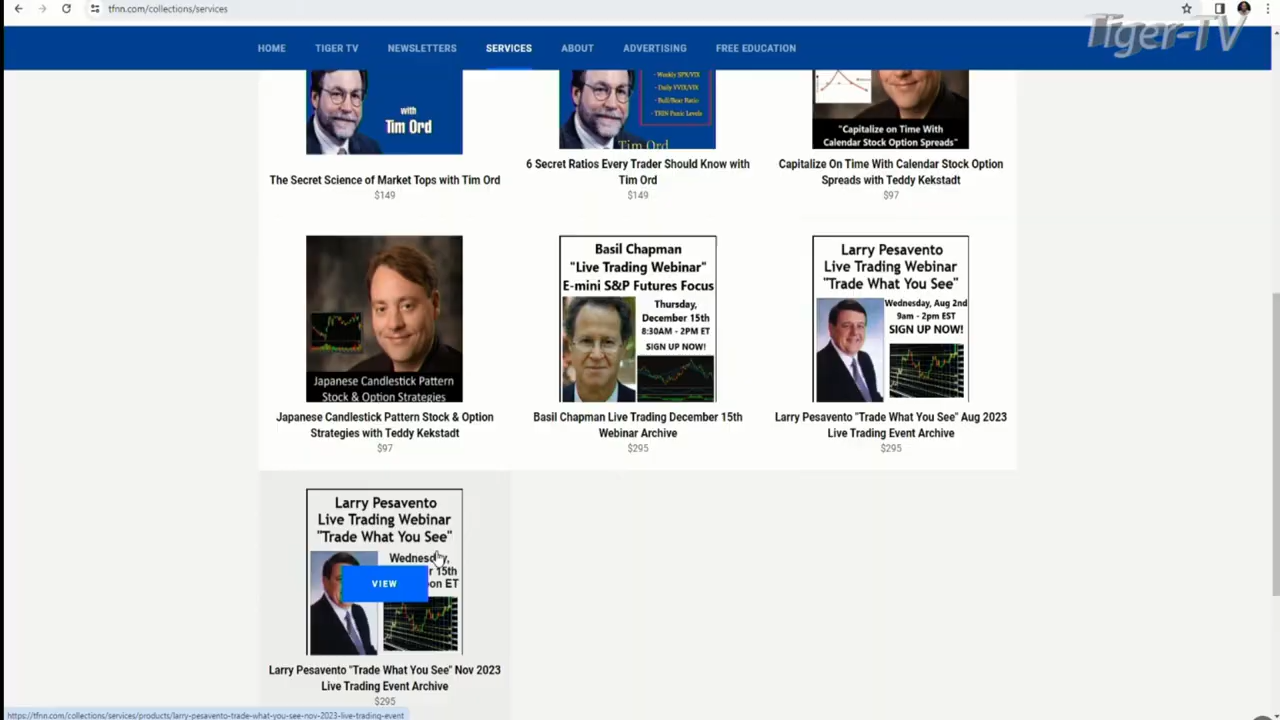 tfnn.com/collections/services
Tiger-TV
HOME TIGER TV NEWSLETTERS SERVICES ABOUT ADVERTISING FREE EDUCATION
with
Tim Ord
- Weekly SPX/VIX
- Daily VVIX/VIX
- Bull/Bear Ratio
- TRIN Panic Levels
Tim Ord
"Capitalize on Time With
Calendar Stock Option Spreads"
The Secret Science of Market Tops with Tim Ord
$149
6 Secret Ratios Every Trader Should Know with
Tim Ord
$149
Capitalize On Time With Calendar Stock Option
Spreads with Teddy Kekstadt
$97
Japanese Candlestick Pattern
Stock & Option Strategies
Basil Chapman
"Live Trading Webinar"
E-mini S&P Futures Focus
Thursday,
December 15th
8:30AM - 2PM ET
SIGN UP NOW!
Larry Pesavento
Live Trading Webinar
"Trade What You See"
Wednesday, Aug 2nd
9am - 2pm EST
SIGN UP NOW!
Japanese Candlestick Pattern Stock & Option
Strategies with Teddy Kekstadt
$97
Basil Chapman Live Trading December 15th
Webinar Archive
$295
Larry Pesavento "Trade What You See" Aug 2023
Live Trading Event Archive
$295
Larry Pesavento
Live Trading Webinar
"Trade What You See"
Wednesday,
15th
ET
VIEW
Larry Pesavento "Trade What You See" Nov 2023
Live Trading Event Archive
$295
https://tfnn.com/collections/services/products/larry-pesavento-trade-what-you-see-nov-2023-live-trading-event